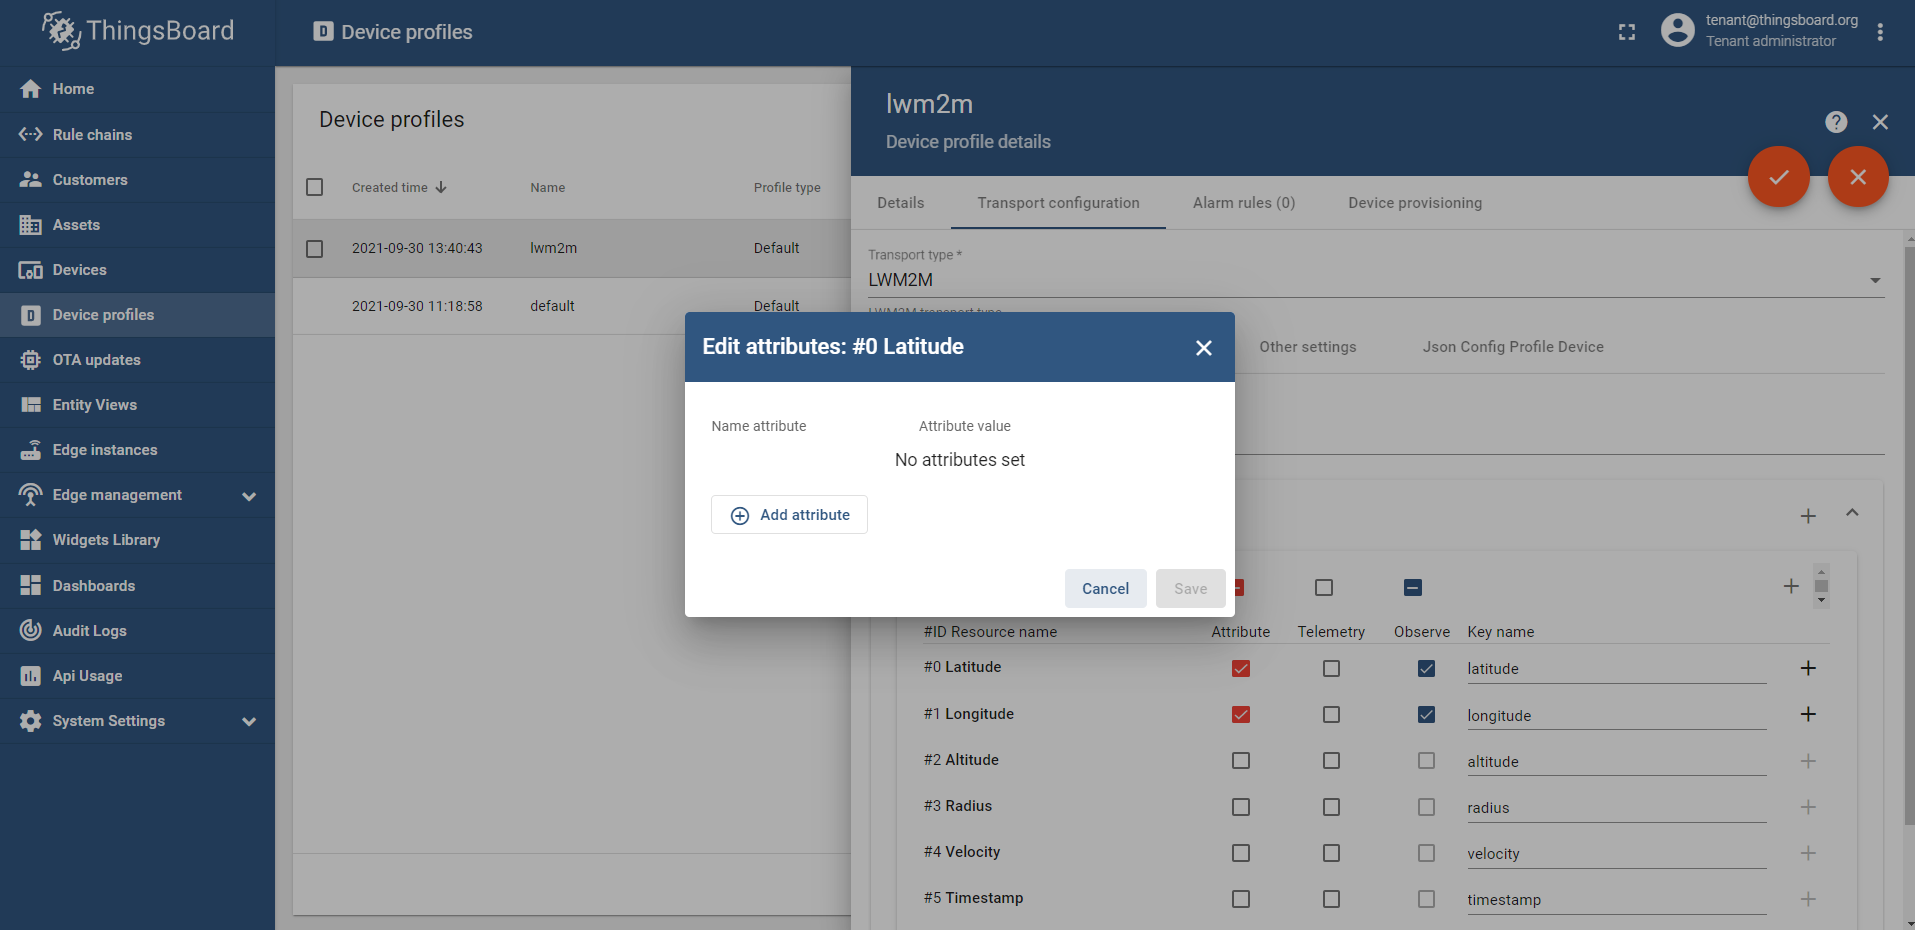 ThingsBoard
Device profiles
tenant@thingsboard.org
Tenant administrator
Home
Rule chains
Customers
Assets
Devices
Device profiles
OTA updates
Entity Views
Edge instances
Edge management
Widgets Library
Dashboards
Audit Logs
Api Usage
System Settings
Device profiles
Created time Name Profile type
2021-09-30 13:40:43 lwm2m Default
2021-09-30 11:18:58 default Default
lwm2m
Device profile details
Details Transport configuration Alarm rules (0) Device provisioning
Transport type *
LWM2M
LWM2M transport type
Other settings Json Config Profile Device
Edit attributes: #0 Latitude
Name attribute Attribute value
No attributes set
Add attribute
Cancel Save
#ID Resource name Attribute Telemetry Observe Key name
#0 Latitude latitude
#1 Longitude longitude
#2 Altitude altitude
#3 Radius radius
#4 Velocity velocity
#5 Timestamp timestamp